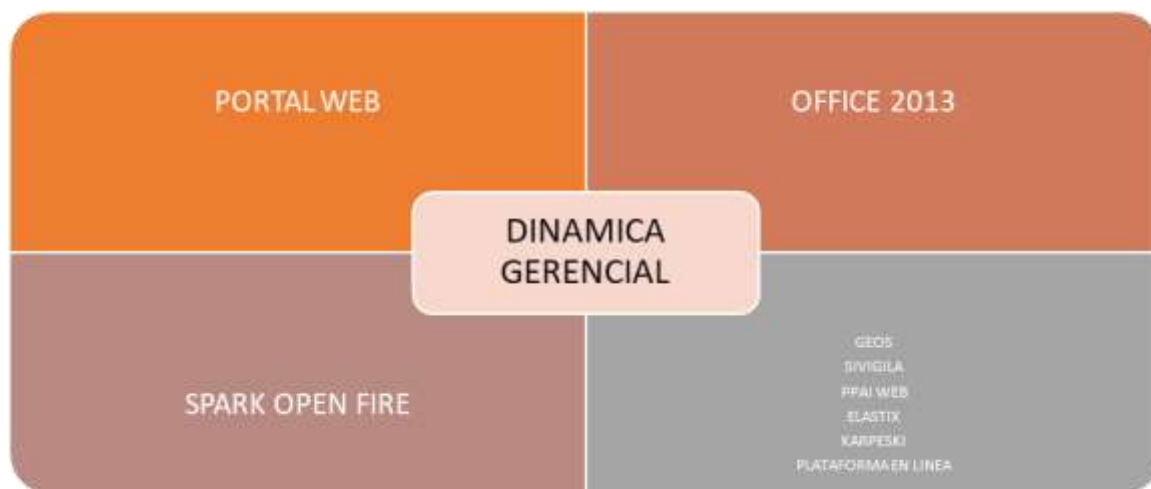 PORTAL WEB
OFFICE 2013
DINAMICA
GERENCIAL
SPARK OPEN FIRE
GEOS
SIVIGILA
PPAI WEB
ELASTIX
KARPESKI
PLATAFORMA EN LINEA